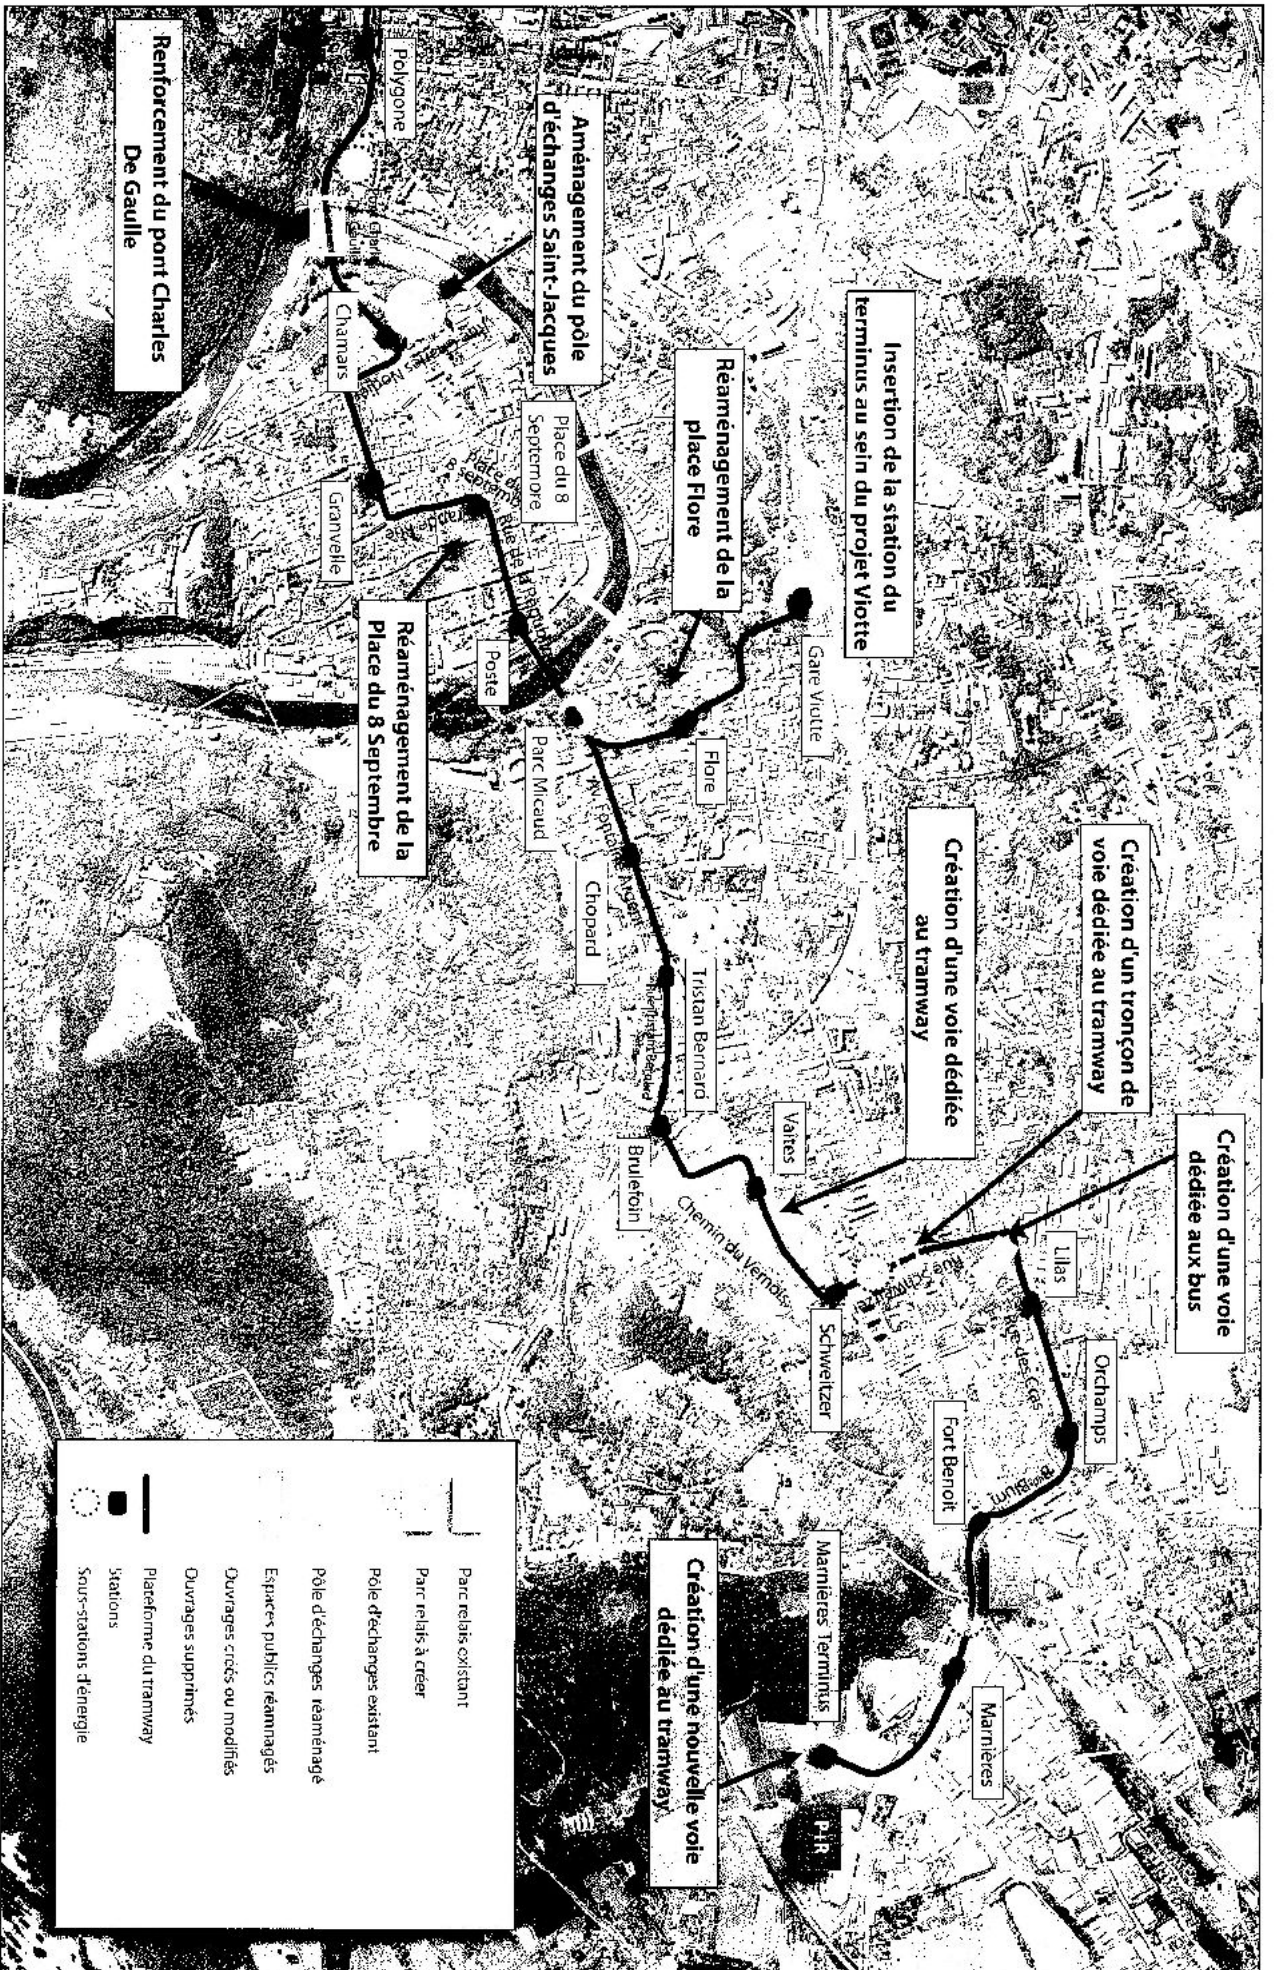 Polygone
Renforcement du pont Charles
De Gaulle
Aménagement du pôle
d'échanges Saint-Jacques
Chamars
Place du 8
Septembre
Granvelle
Insertion de la station du
terminus au sein du projet Viotte
Réaménagement de la
place Flore
Gare Viotte
Poste
Réaménagement de la
Place du 8 Septembre
Parc Micaud
Flore
Chopard
Tristan Bernard
Brulefoin
Création d'une voie dédiée
au tramway
Création d'un tronçon de
voie dédiée au tramway
Création d'une voie
dédiée aux bus
Vaites
Chemin du Vernois
Schweitzer
Lilas
Rue des Cras
Orchamps
Fort Benoit
Marnières
Marnières Terminus
P+R
Création d'une nouvelle voie
dédiée au tramway
Parc relais existant
Parc relais à créer
Pôle d'échanges existant
Pôle d'échanges réaménagé
Espaces publics réaménagés
Ouvrages créés ou modifiés
Ouvrages supprimés
Plateforme du tramway
Stations
Sous-stations d'énergie